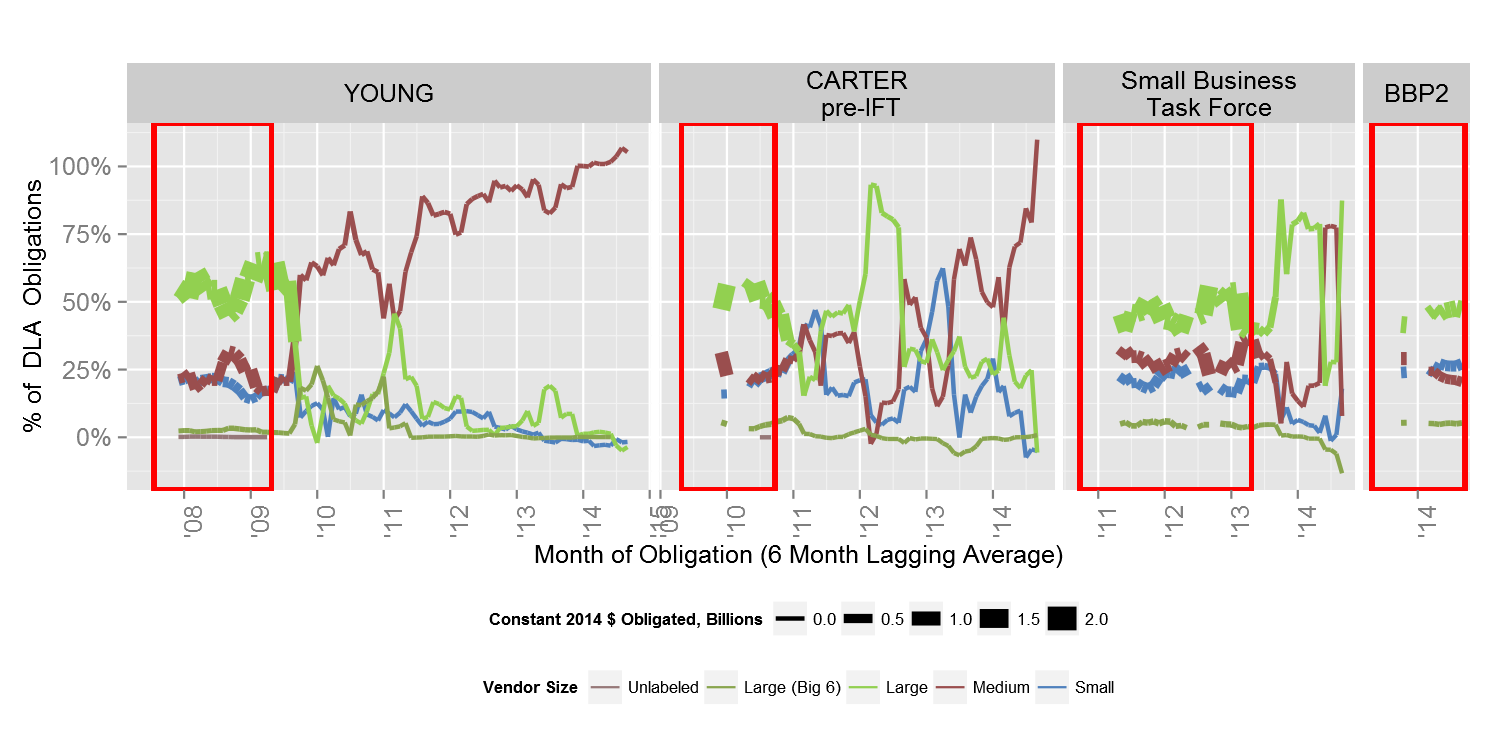 YOUNG
CARTER
pre-IFT
Small Business
Task Force
BBP2
% of DLA Obligations
100%
75%
50%
25%
0%
'08 '09 '10 '11 '12 '13 '14 '15
'09 '10 '11 '12 '13 '14
'11 '12 '13 '14
'14
Month of Obligation (6 Month Lagging Average)
Constant 2014 $ Obligated, Billions 0.0 0.5 1.0 1.5 2.0
Vendor Size Unlabeled Large (Big 6) Large Medium Small